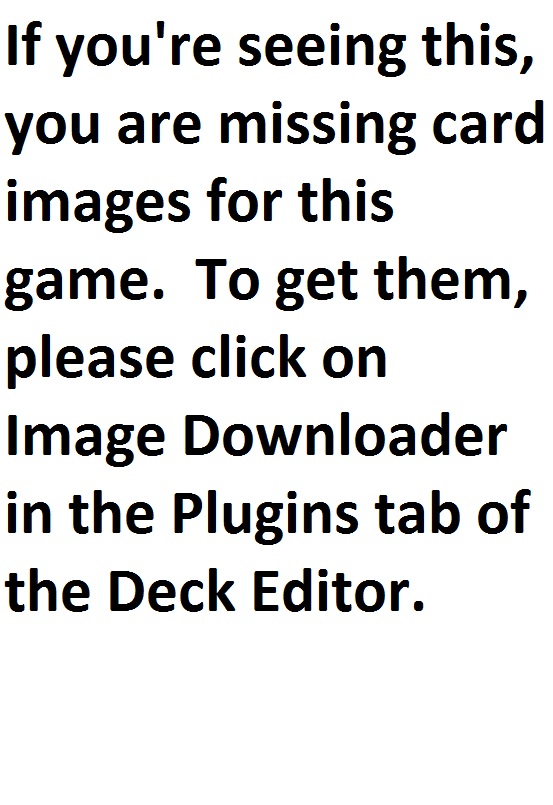 If you're seeing this,
you are missing card
images for this
game.  To get them,
please click on
Image Downloader
in the Plugins tab of
the Deck Editor.